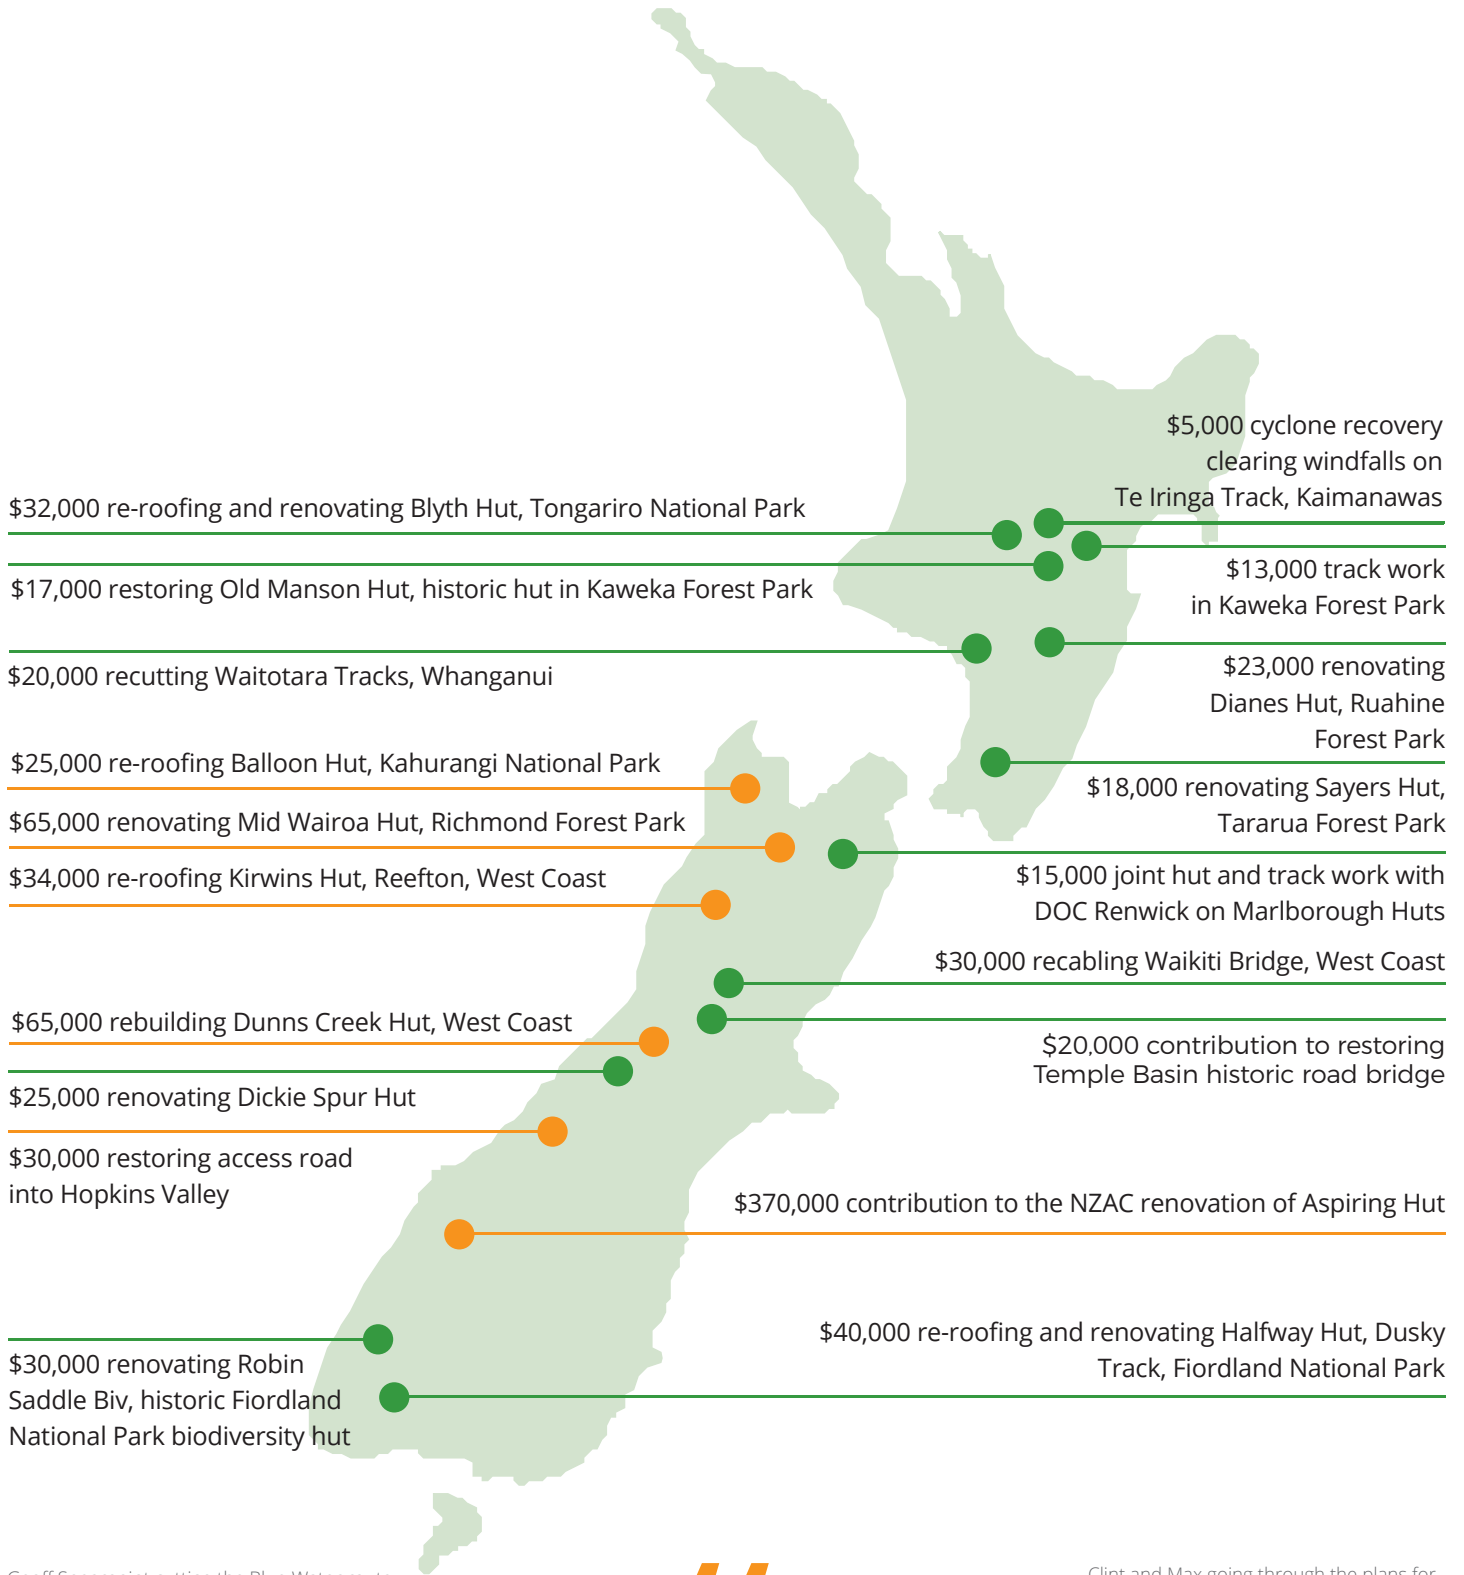 $5,000 cyclone recovery
clearing windfalls on
Te Iringa Track, Kaimanawas
$32,000 re-roofing and renovating Blyth Hut, Tongariro National Park
$17,000 restoring Old Manson Hut, historic hut in Kaweka Forest Park
$13,000 track work
in Kaweka Forest Park
$20,000 recutting Waitotara Tracks, Whanganui
$23,000 renovating
Dianes Hut, Ruahine
Forest Park
$25,000 re-roofing Balloon Hut, Kahurangi National Park
$18,000 renovating Sayers Hut,
Tararua Forest Park
$65,000 renovating Mid Wairoa Hut, Richmond Forest Park
$34,000 re-roofing Kirwins Hut, Reefton, West Coast
$15,000 joint hut and track work with
DOC Renwick on Marlborough Huts
$30,000 recabling Waikiti Bridge, West Coast
$65,000 rebuilding Dunns Creek Hut, West Coast
$20,000 contribution to restoring
Temple Basin historic road bridge
$25,000 renovating Dickie Spur Hut
$30,000 restoring access road
into Hopkins Valley
$370,000 contribution to the NZAC renovation of Aspiring Hut
$40,000 re-roofing and renovating Halfway Hut, Dusky
Track, Fiordland National Park
$30,000 renovating Robin
Saddle Biv, historic Fiordland
National Park biodiversity hut
Clint and Max going through the plans for